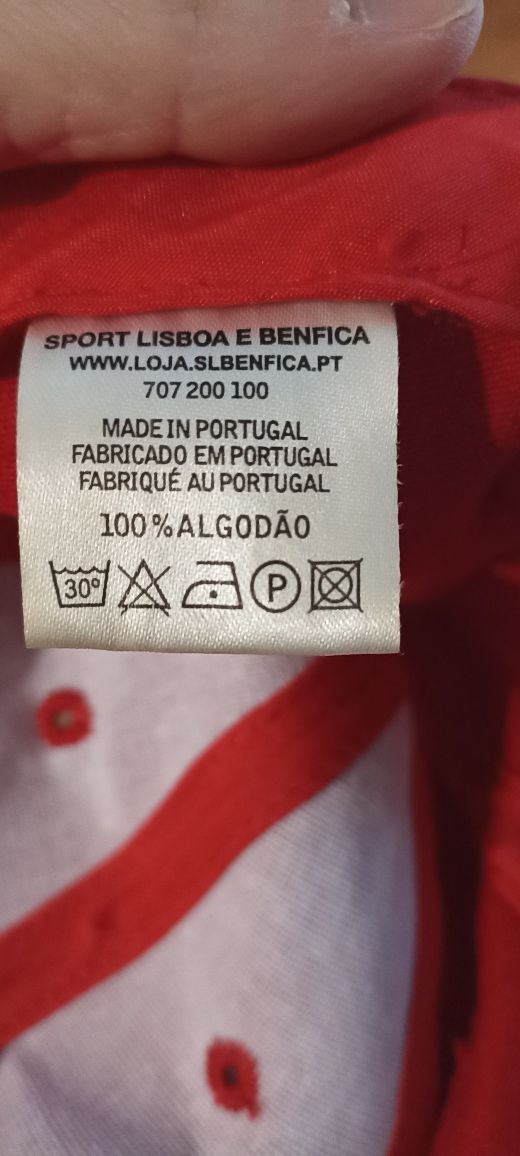 SPORT LISBOA E BENFICA
WWW.LOJA.SLBENFICA.PT
707 200 100
MADE IN PORTUGAL
FABRICADO EM PORTUGAL
FABRIQUÉ AU PORTUGAL
100% ALGODÃO
30º P